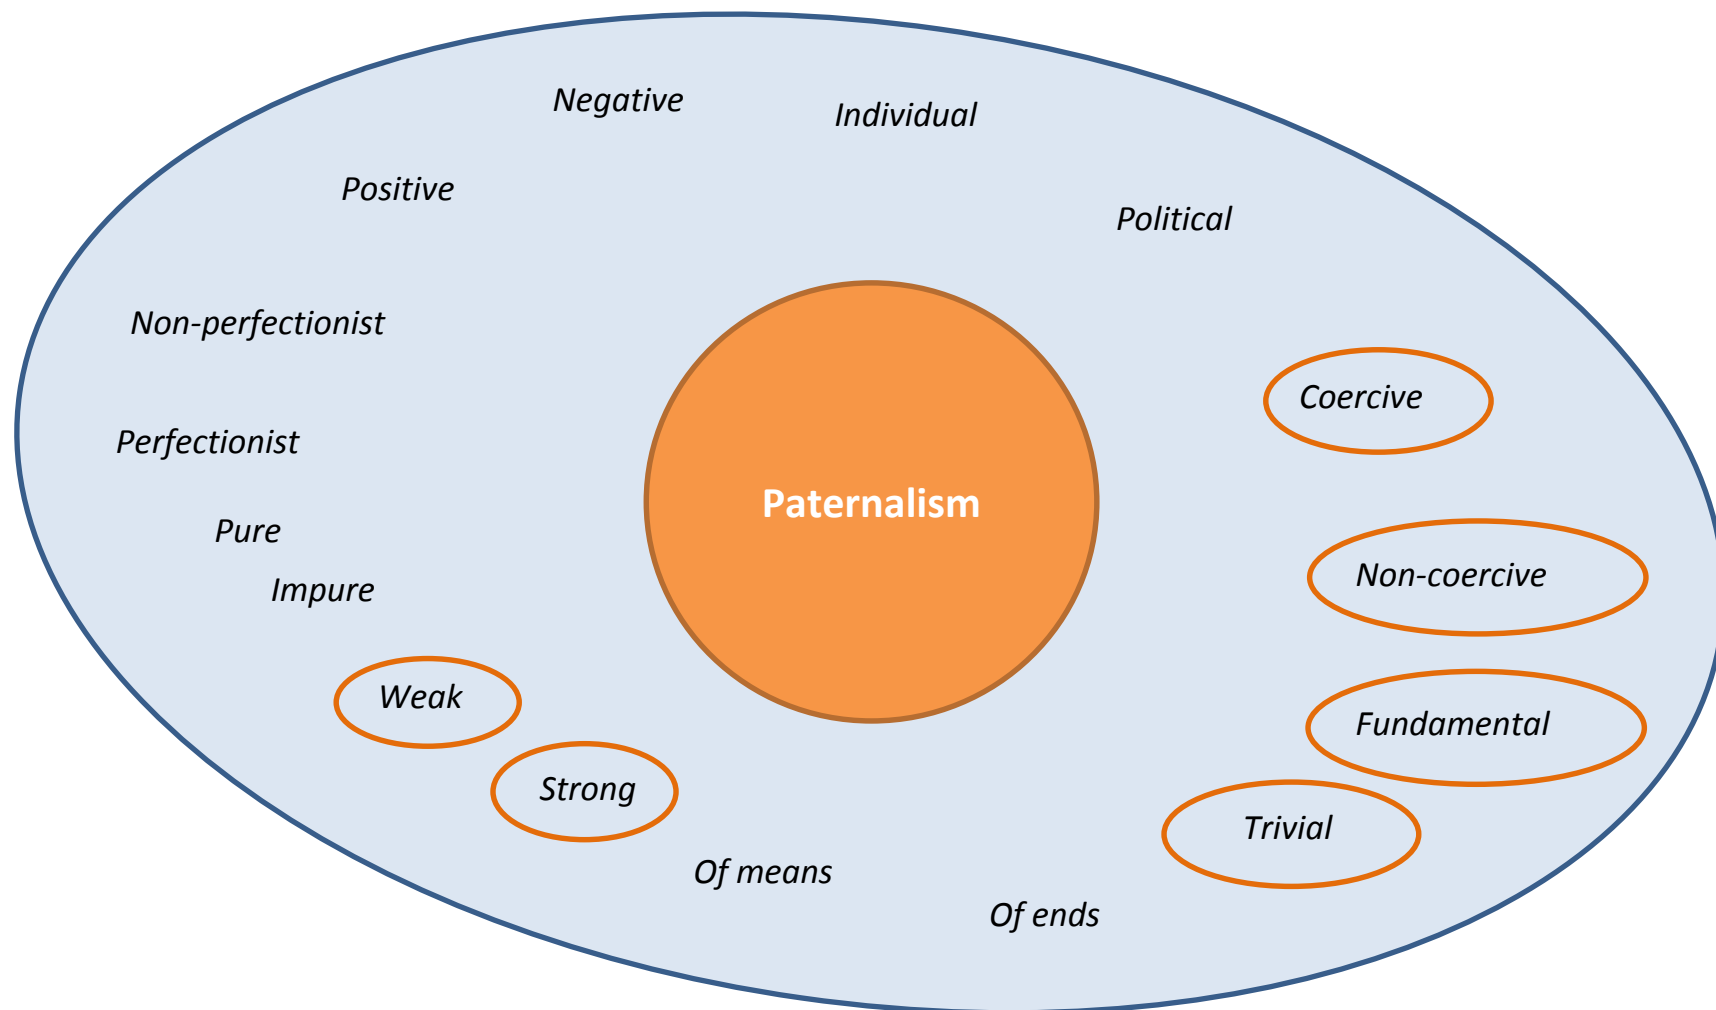 Negative
Individual
Positive
Political
Non-perfectionist
Coercive
Perfectionist
Paternalism
Pure
Non-coercive
Impure
Weak
Fundamental
Strong
Trivial
Of means
Of ends